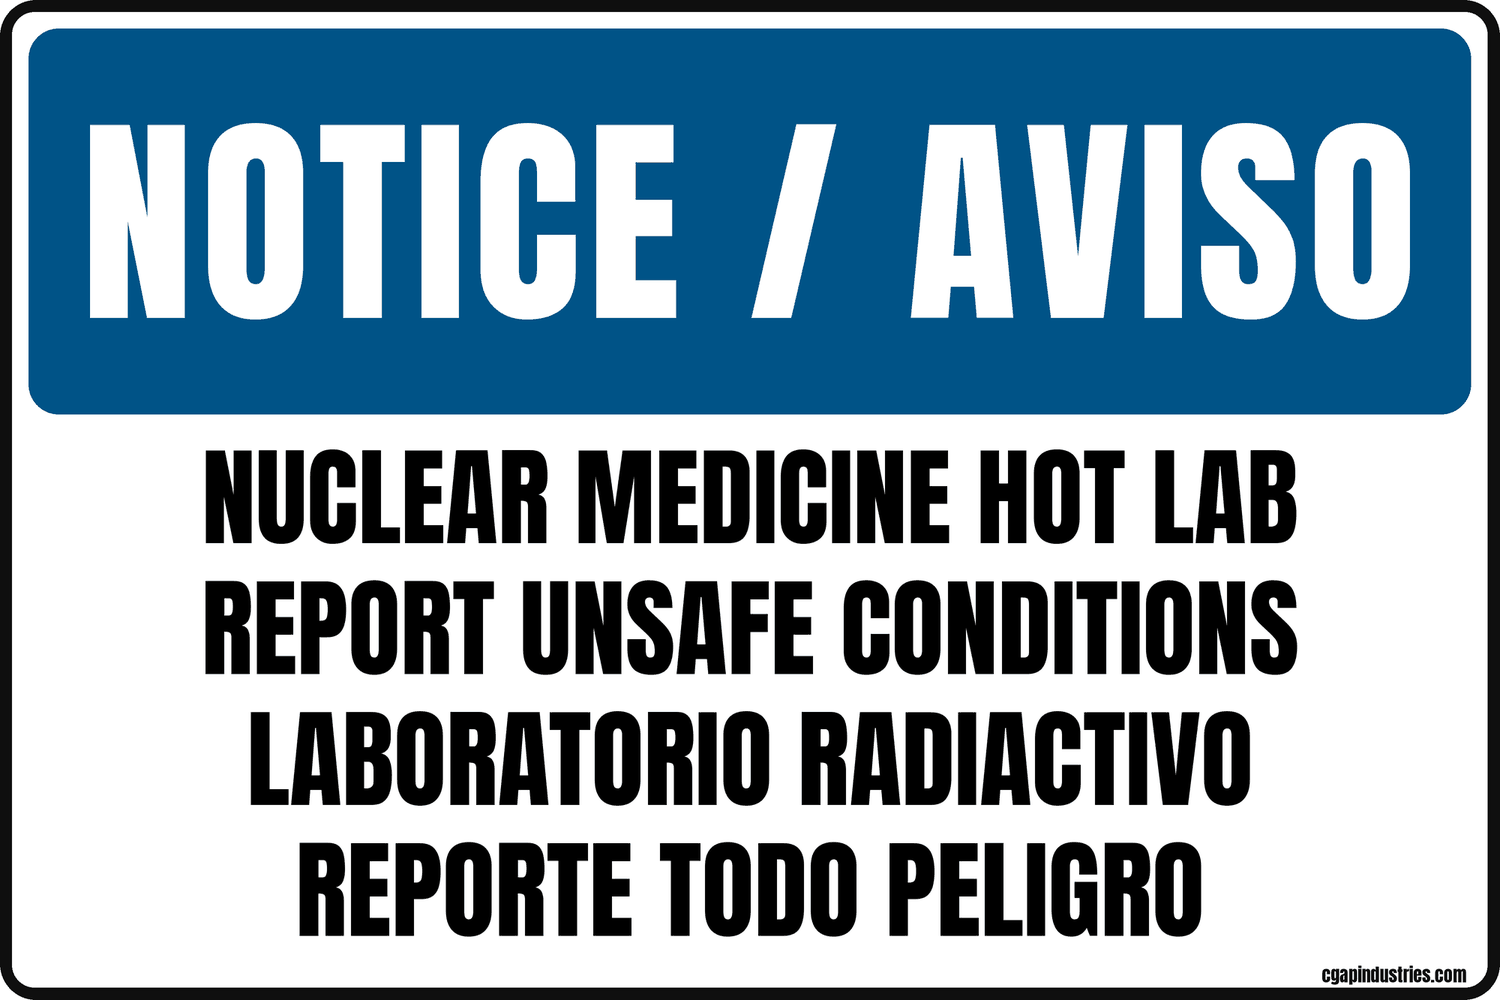 NOTICE / AVISO
NUCLEAR MEDICINE HOT LAB
REPORT UNSAFE CONDITIONS
LABORATORIO RADIACTIVO
REPORTE TODO PELIGRO
cgapindustries.com